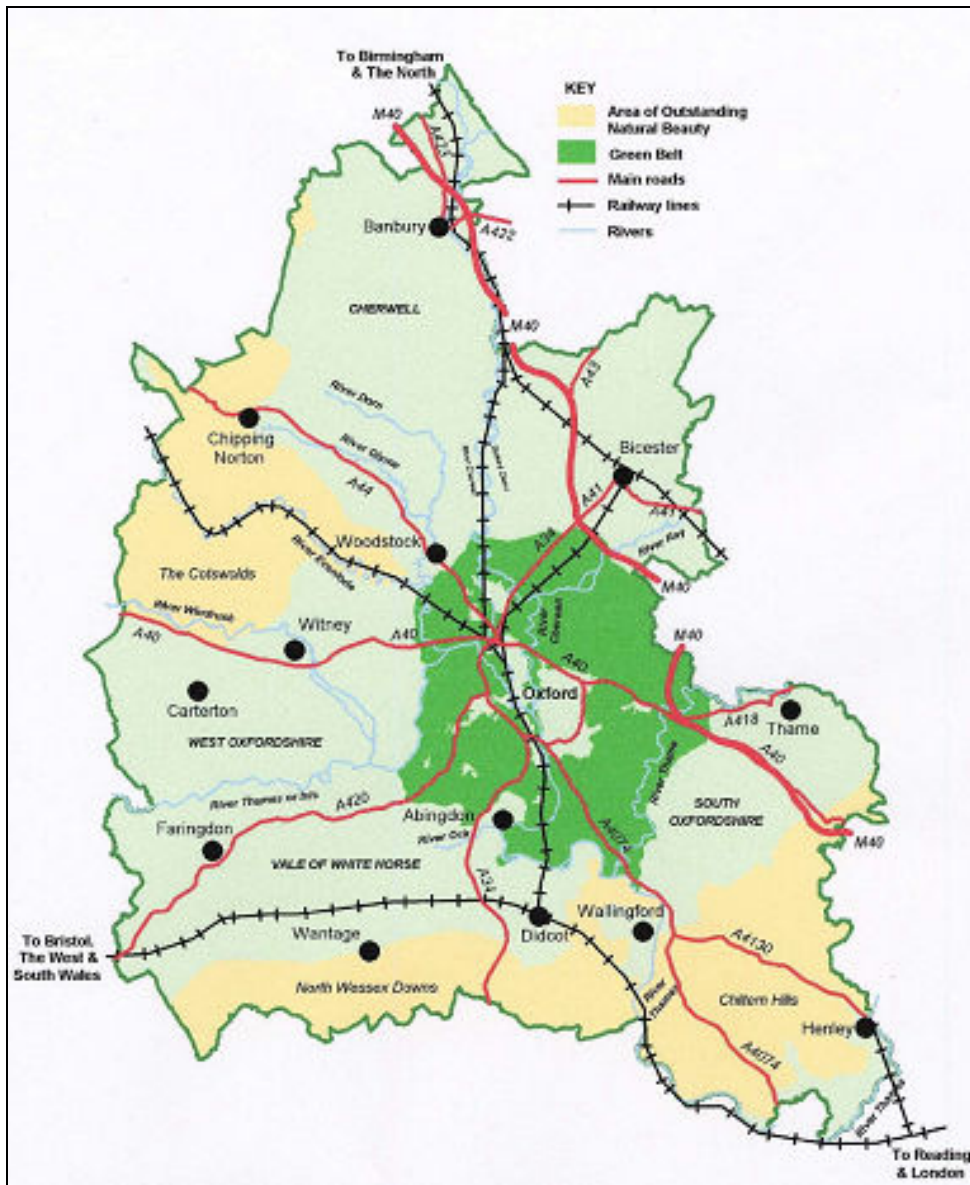 To Birmingham
& The North
KEY
Area of Outstanding
Natural Beauty
Green Belt
Main roads
Railway lines
Rivers
M40
A423
Banbury
A422
CHERWELL
M40
A43
River Dorn
Chipping
Norton
River Glyme
A44
Bicester
A41
A41
Woodstock
A34
River Ray
M40
The Cotswalds
River Evenlode
River Windrush
Witney
A40
A40
River
Cherwell
M40
A40
Oxford
Carterton
A418
Thame
WEST OXFORDSHIRE
A40
River Thames or Isis
A420
River Thame
SOUTH
OXFORDSHIRE
Faringdon
Abingdon
River Ock
A4074
M40
VALE OF WHITE HORSE
A34
Wallingford
Didcot
To Bristol,
The West &
South Wales
Wantage
A4130
North Wessex Downs
River
Thames
Chiltern Hills
Henley
A4074
River Thames
To Reading
& London